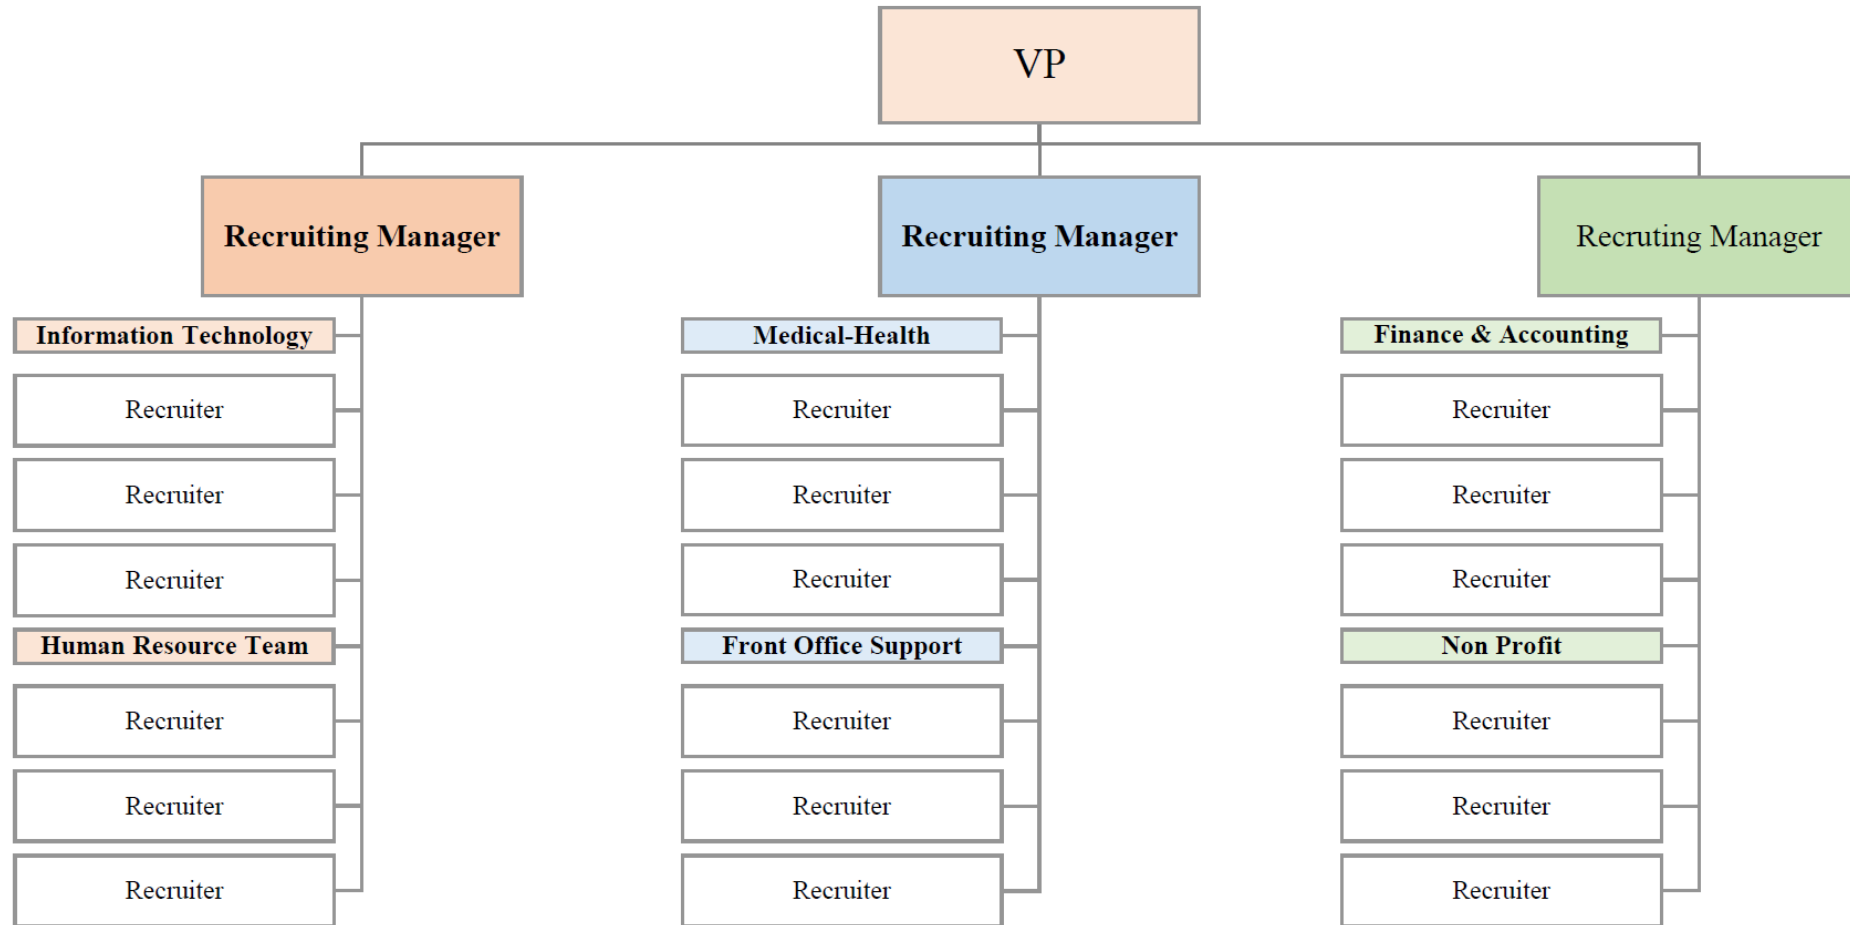 VP
Recruiting Manager
Information Technology
Recruiter
Recruiter
Recruiter
Human Resource Team
Recruiter
Recruiter
Recruiter
Recruiting Manager
Medical-Health
Recruiter
Recruiter
Recruiter
Front Office Support
Recruiter
Recruiter
Recruiter
Recruting Manager
Finance & Accounting
Recruiter
Recruiter
Recruiter
Non Profit
Recruiter
Recruiter
Recruiter